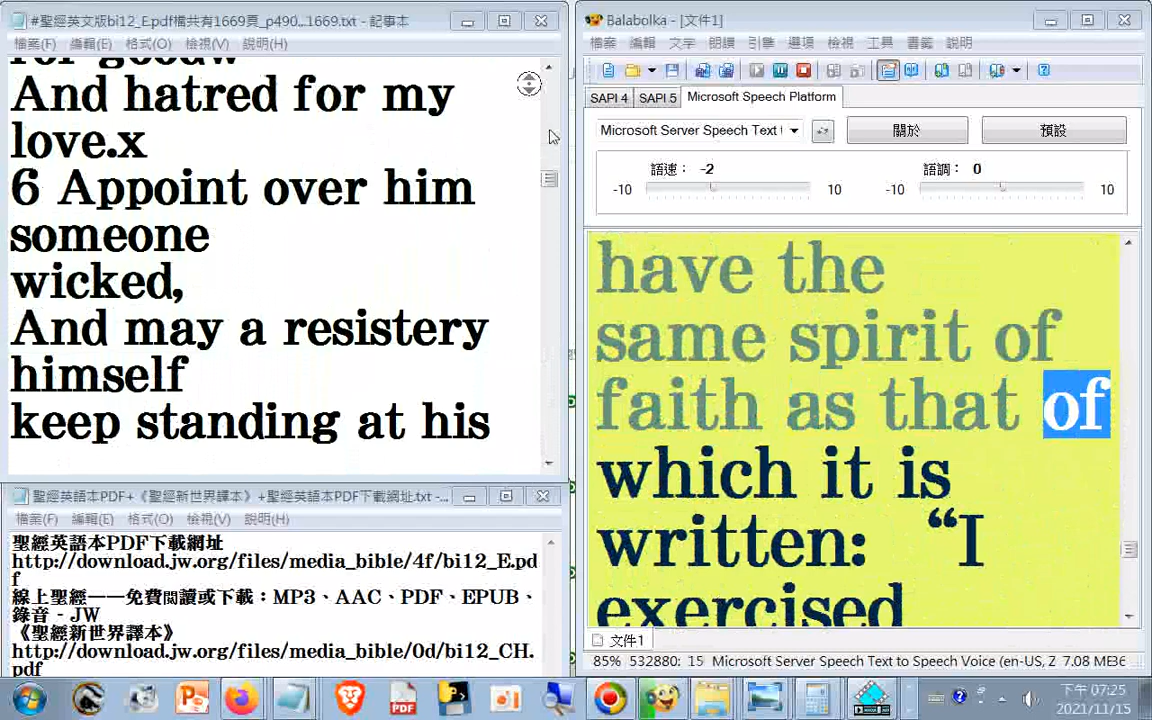 #聖經英文版bi12_E.pdf檔共有1669頁_p490,..1669.txt - 記事本
檔案(F) 編輯(E) 格式(O) 檢視(V) 說明(H)
And hatred for my
love.x
6 Appoint over him
someone
wicked,
And may a resistery
himself
keep standing at his
聖經英語本PDF+《聖經新世界譯本》+聖經英語本PDF下載網址.txt -...
檔案(F) 編輯(E) 格式(O) 檢視(V) 說明(H)
聖經英語本PDF下載網址
http://download.jw.org/files/media_bible/4f/bi12_E.pd
f
線上聖經——免費閱讀或下載：MP3、AAC、PDF、EPUB、
錄音 - JW
《聖經新世界譯本》
http://download.jw.org/files/media_bible/0d/bi12_CH.
pdf
Balabolka - [文件1]
檔案 編輯 文字 朗讀 引擎 選項 檢視 工具 書籤 說明
SAPI 4 SAPI 5 Microsoft Speech Platform
Microsoft Server Speech Text 關於 預設
語速： -2 語調： 0
-10 10 -10 10
have the
same spirit of
faith as that of
which it is
written: “I
exercised
文件1
85% 532880: 15 Microsoft Server Speech Text to Speech Voice (en-US, Z 7.08 MB
下午 07:25
2021/11/15